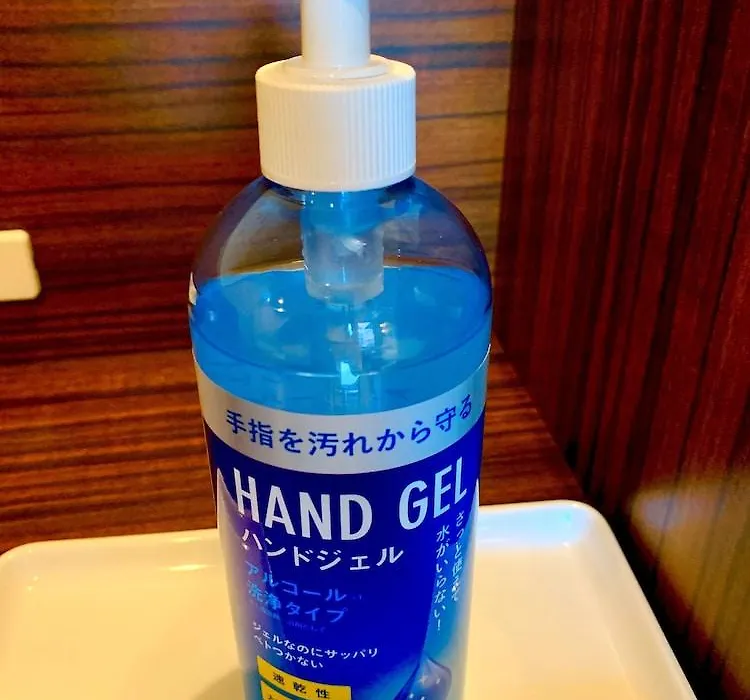 手指を汚れから守る
HAND GEL
ハンドジェル
さっと使えて
水がいらない!
アルコール
洗浄タイプ
ジェルなのにサッパリ
ベトつかない
速乾性